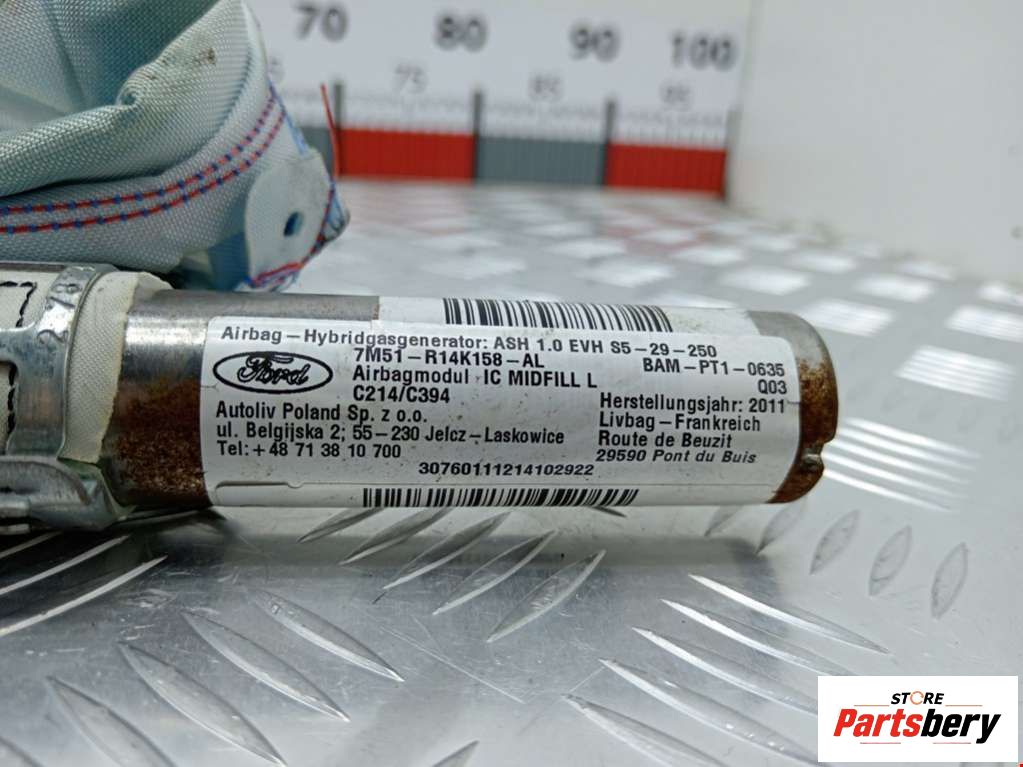 70 80 90 100
75 85 95
278
Airbag-Hybridgasgenerator: ASH 1.0 EVH S5-29-250
Ford
7M51-R14K158-AL
BAM-PT1-0635
Airbagmodul IC MIDFILL L
Q03
C214/C394
Herstellungsjahr: 2011
Autoliv Poland Sp. z o.o.
Livbag-Frankreich
ul. Belgijska 2; 55-230 Jelcz-Laskowice
Route de Beuzit
Tel: +48 71 38 10 700
29590 Pont du Buis
30760111214102922
STORE
Partsbery